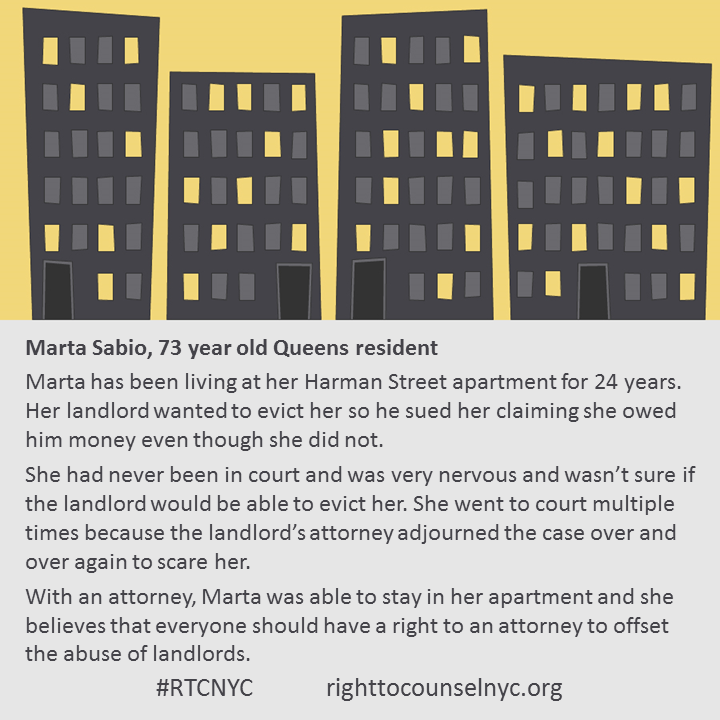 Marta Sabio, 73 year old Queens resident
Marta has been living at her Harman Street apartment for 24 years.
Her landlord wanted to evict her so he sued her claiming she owed
him money even though she did not.
She had never been in court and was very nervous and wasn’t sure if
the landlord would be able to evict her. She went to court multiple
times because the landlord’s attorney adjourned the case over and
over again to scare her.
With an attorney, Marta was able to stay in her apartment and she
believes that everyone should have a right to an attorney to offset
the abuse of landlords.
#RTCNYC righttocounselnyc.org